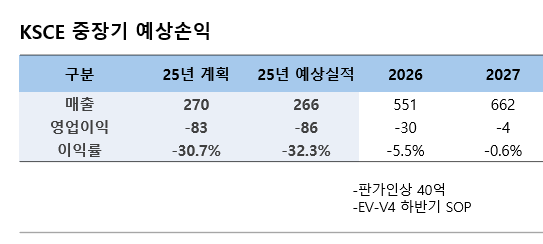 KSCE 중장기 예상손익
구분 25년 계획 25년 예상실적 2026 2027
매출 270 266 551 662
영업이익 -83 -86 -30 -4
이익률 -30.7% -32.3% -5.5% -0.6%
-판가인상 40억
-EV-V4 하반기 SOP